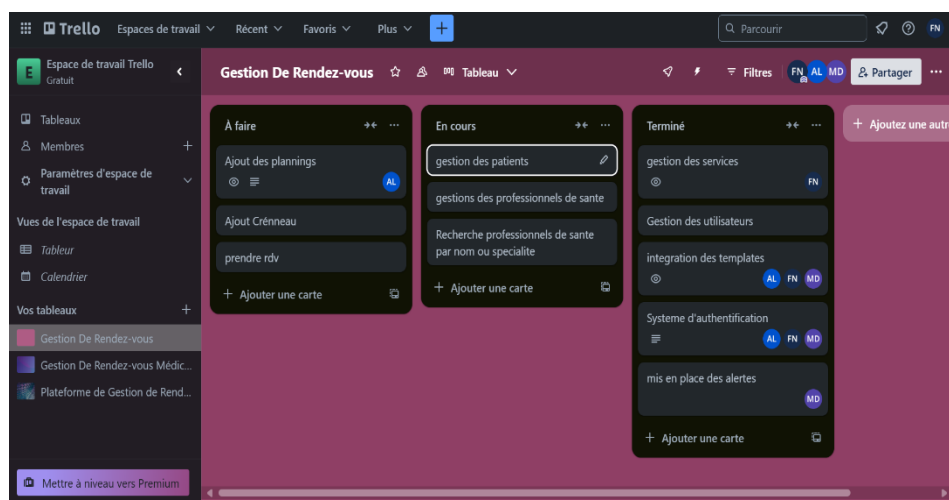 Trello Espaces de travail Récent Favoris Plus + Parcourir FN
E Espace de travail Trello
Gratuit
Gestion De Rendez-vous Tableau Filtres FN AL MD Partager
Tableaux
Membres
Paramètres d'espace de
travail
Vues de l'espace de travail
Tableur
Calendrier
Vos tableaux
Gestion De Rendez-vous
Gestion De Rendez-vous Médic...
Plateforme de Gestion de Rend...
Mettre à niveau vers Premium
À faire
Ajout des plannings
AL
Ajout Crénneau
prendre rdv
+ Ajouter une carte
En cours
gestion des patients
gestions des professionnels de sante
Recherche professionnels de sante
par nom ou specialite
+ Ajouter une carte
Terminé
gestion des services
FN
Gestion des utilisateurs
integration des templates
AL FN MD
Systeme d'authentification
AL FN MD
mis en place des alertes
MD
+ Ajouter une carte
+ Ajoutez une autr